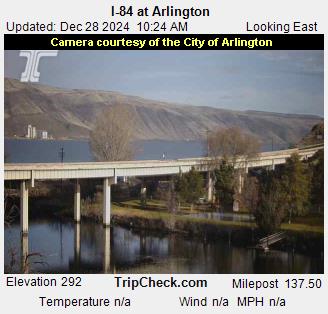 I-84 at Arlington
Updated: Dec 28 2024 10:24 AM Looking East
Camera courtesy of the City of Arlington
Elevation 292 TripCheck.com Milepost 137.50
Temperature n/a Wind n/a MPH n/a